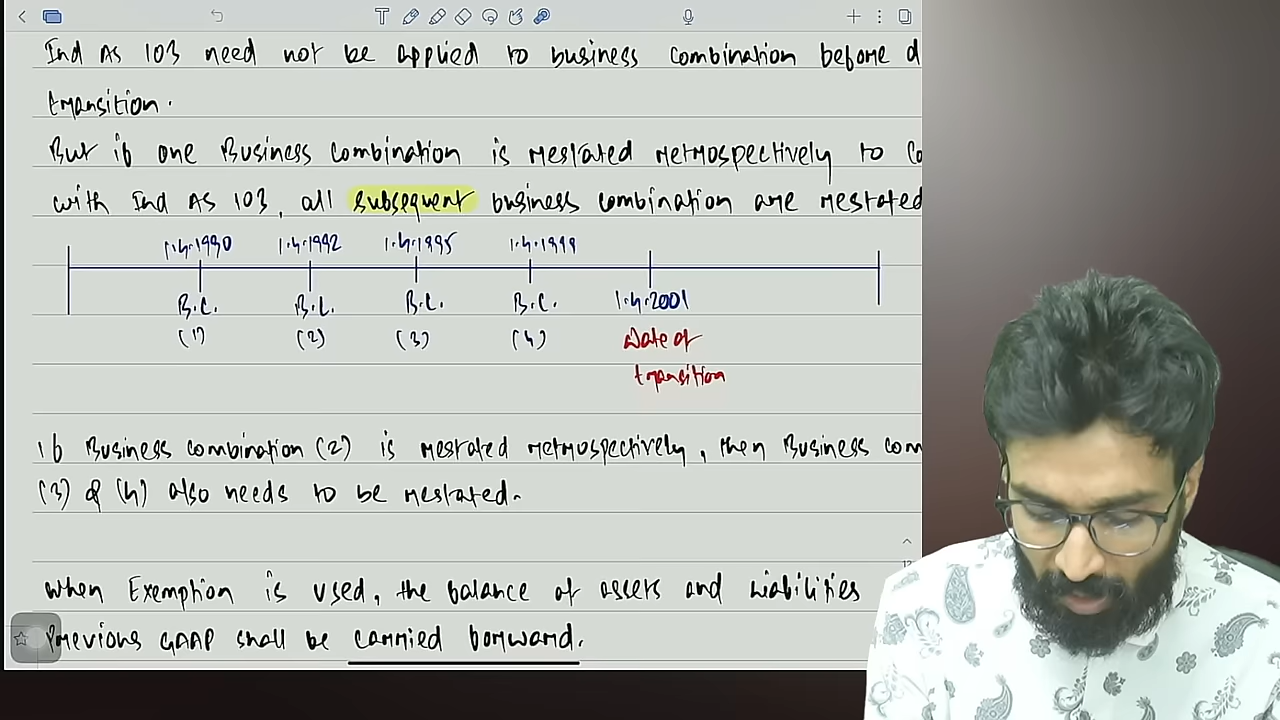 Ind AS 103 need not be applied to business combination before d
transition.
But if one Business Combination is restated retrospectively to Co
with Ind AS 103, all subsequent business combination are restated
1.4.1990 1.4.1992 1.4.1995 1.4.1999
B.C. B.C. B.C. B.C. 1.4.2001
(1) (2) (3) (4) Date of
transition
if Business combination (2) is restated retrospectively, then Business com
(3) & (4) also needs to be restated.
When Exemption is used, the balance of assets and Liabilities
Previous GAAP shall be carried forward.